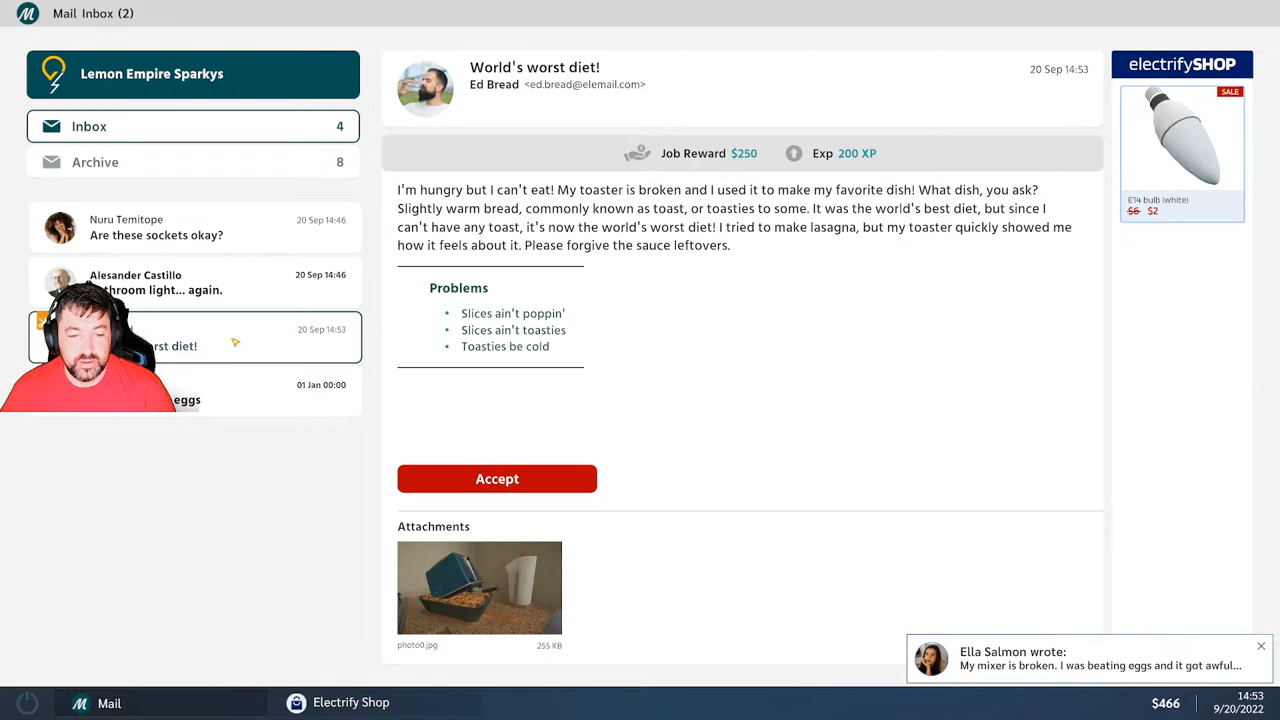 Mail Inbox (2)
Lemon Empire Sparkys
Inbox 4
Archive 8
Nuru Temitope 20 Sep 14:46
Are these sockets okay?
Alesander Castillo 20 Sep 14:46
throom light... again.
20 Sep 14:53
rst diet!
01 Jan 00:00
eggs
World's worst diet!
Ed Bread <ed.bread@elemail.com>
20 Sep 14:53
Job Reward $250 Exp 200 XP
I'm hungry but I can't eat! My toaster is broken and I used it to make my favorite dish! What dish, you ask?
Slightly warm bread, commonly known as toast, or toasties to some. It was the world's best diet, but since I
can't have any toast, it's now the world's worst diet! I tried to make lasagna, but my toaster quickly showed me
how it feels about it. Please forgive the sauce leftovers.
Problems
• Slices ain't poppin'
• Slices ain't toasties
• Toasties be cold
Accept
Attachments
photo0.jpg 255 KB
electrifySHOP
SALE
E14 bulb (white)
$6 $2
Ella Salmon wrote:
My mixer is broken. I was beating eggs and it got awful...
Mail
Electrify Shop
$466
14:53
9/20/2022